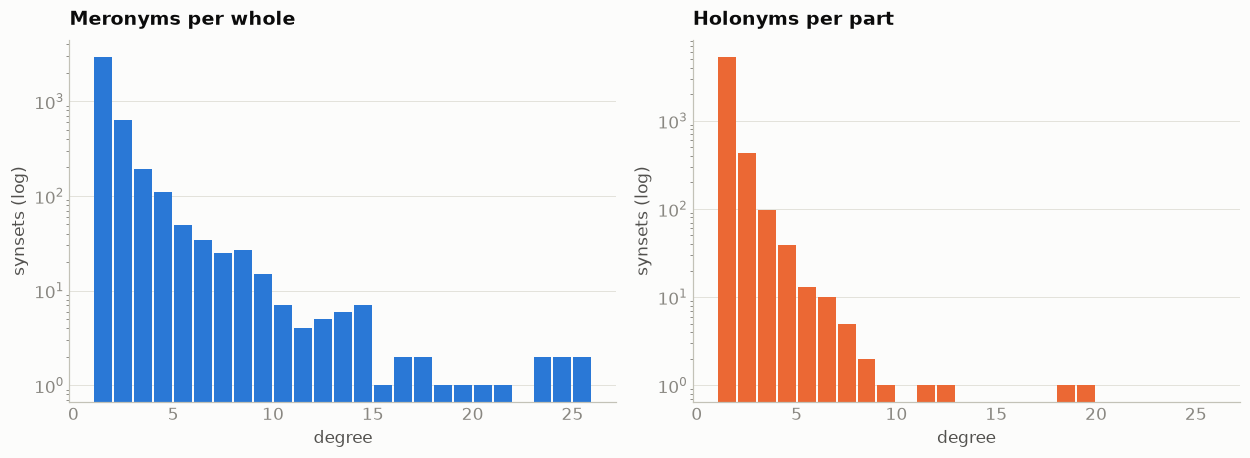 Meronyms per whole
synsets (log)
10³
10²
10¹
10⁰
0 5 10 15 20 25
degree
Holonyms per part
synsets (log)
10³
10²
10¹
10⁰
0 5 10 15 20 25
degree